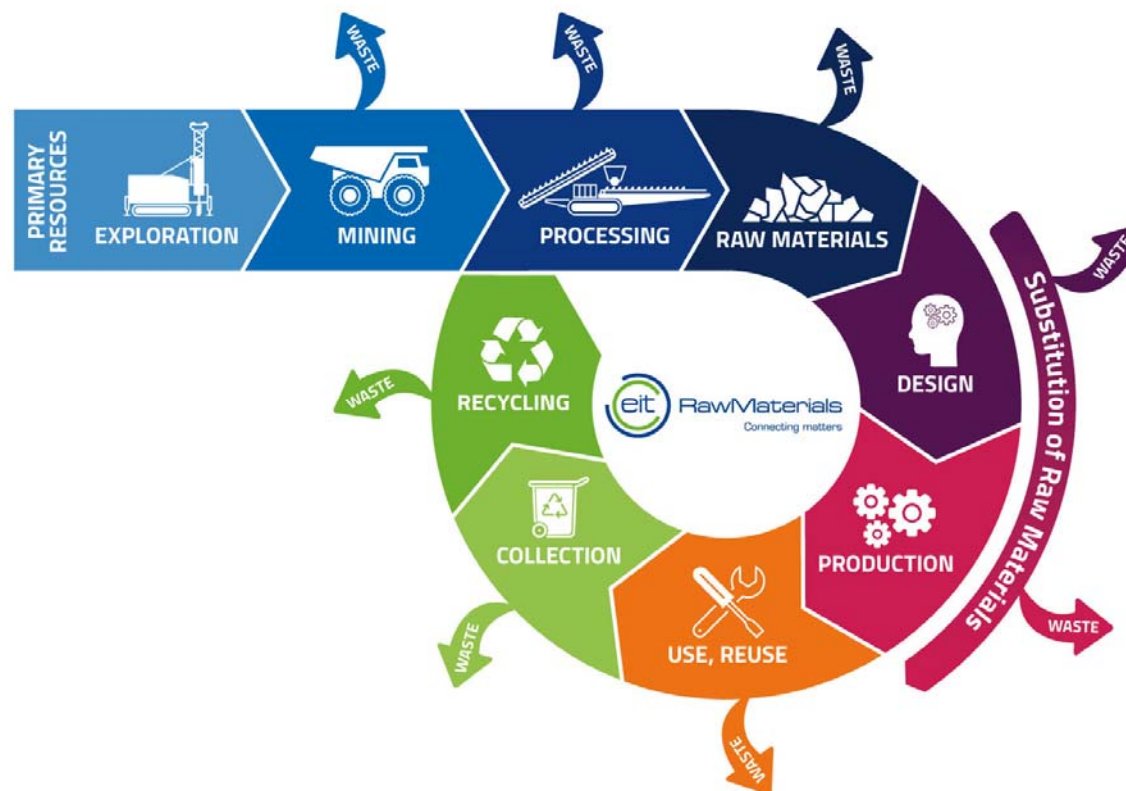 WASTE
WASTE
WASTE
PRIMARY
RESOURCES
EXPLORATION
MINING
PROCESSING
RAW MATERIALS
WASTE
Substitution of Raw Materials
DESIGN
RECYCLING
WASTE
eit RawMaterials
Connecting matters
COLLECTION
PRODUCTION
WASTE
USE, REUSE
WASTE
WASTE